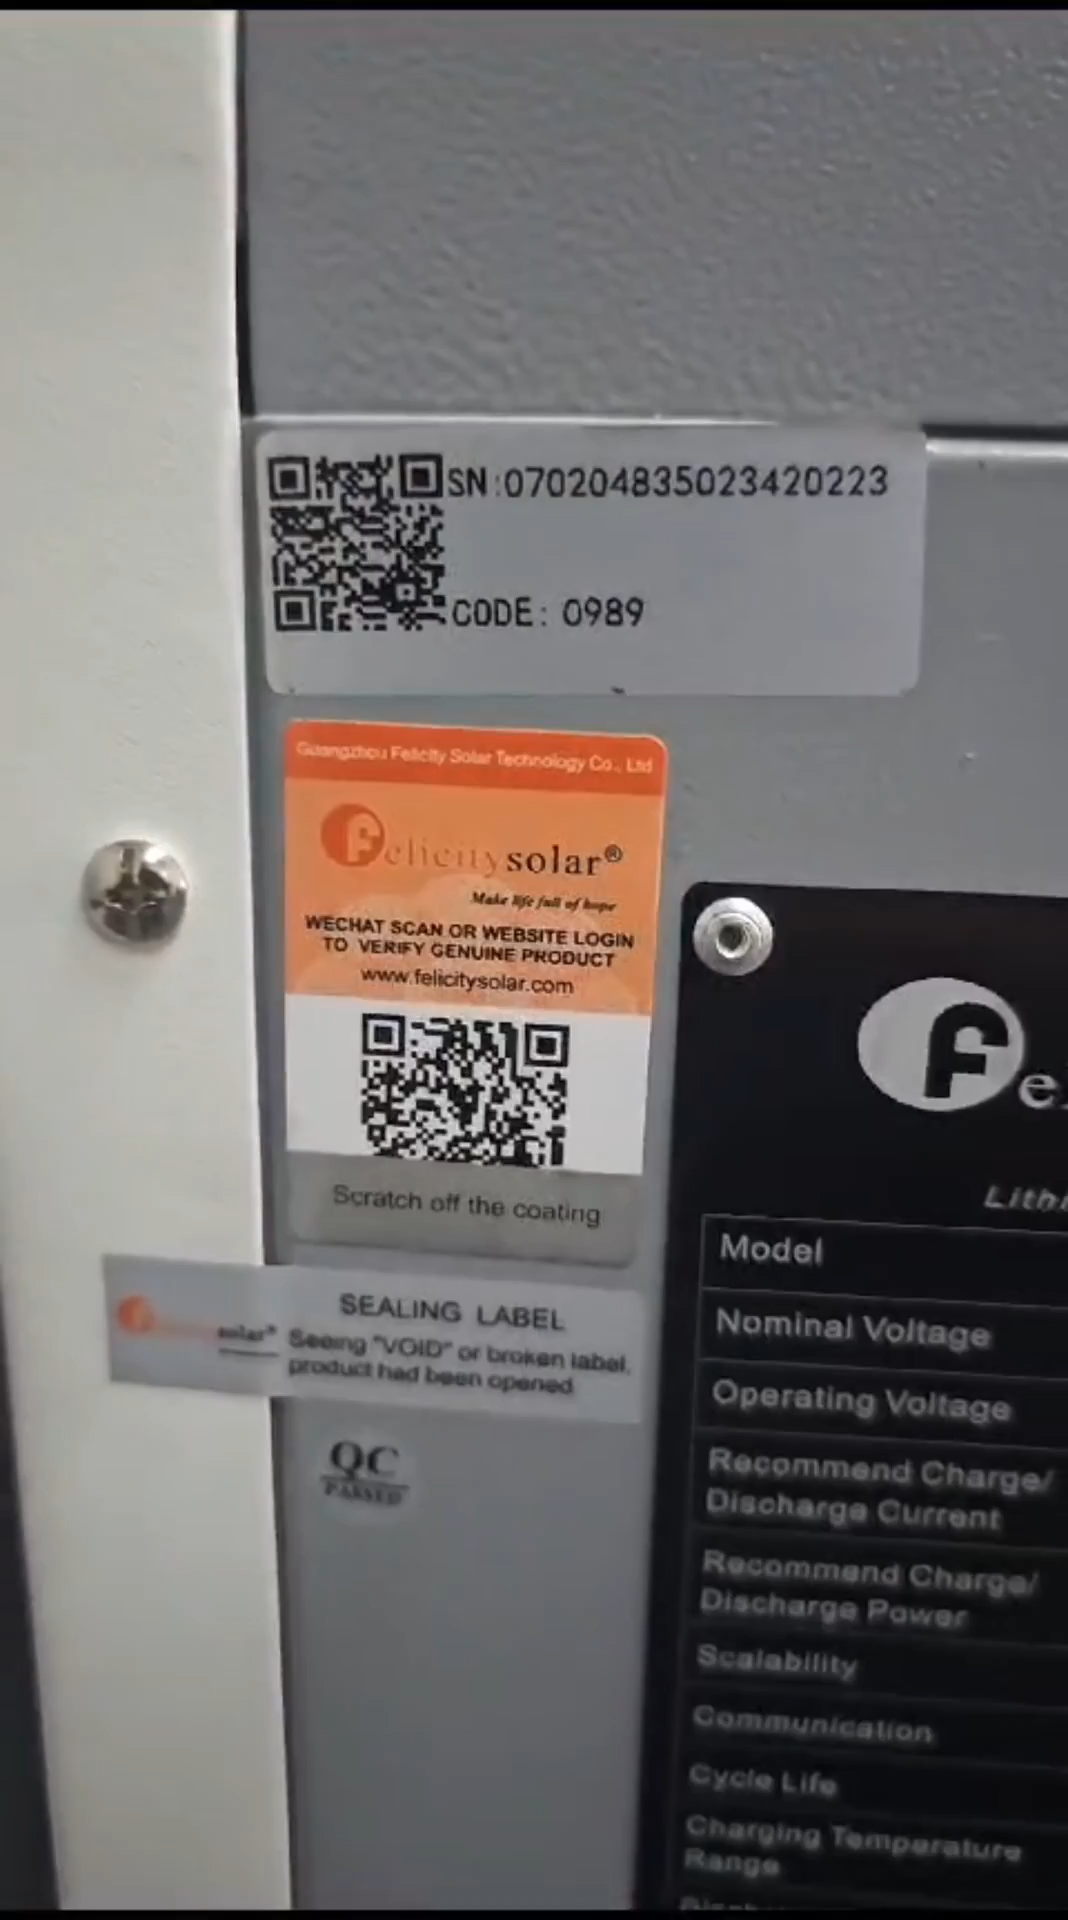 SN:070204835023420223
CODE: 0989
Guangzhou Felicity Solar Technology Co., Ltd
felicitysolar®
Make life full of hope
WECHAT SCAN OR WEBSITE LOGIN
TO VERIFY GENUINE PRODUCT
www.felicitysolar.com
Scratch off the coating
SEALING LABEL
solar®
Seeing "VOID" or broken label,
product had been opened
QC
PASSED
fe
Lith
Model
Nominal Voltage
Operating Voltage
Recommend Charge/
Discharge Current
Recommend Charge/
Discharge Power
Scalability
Communication
Cycle Life
Charging Temperature
Range